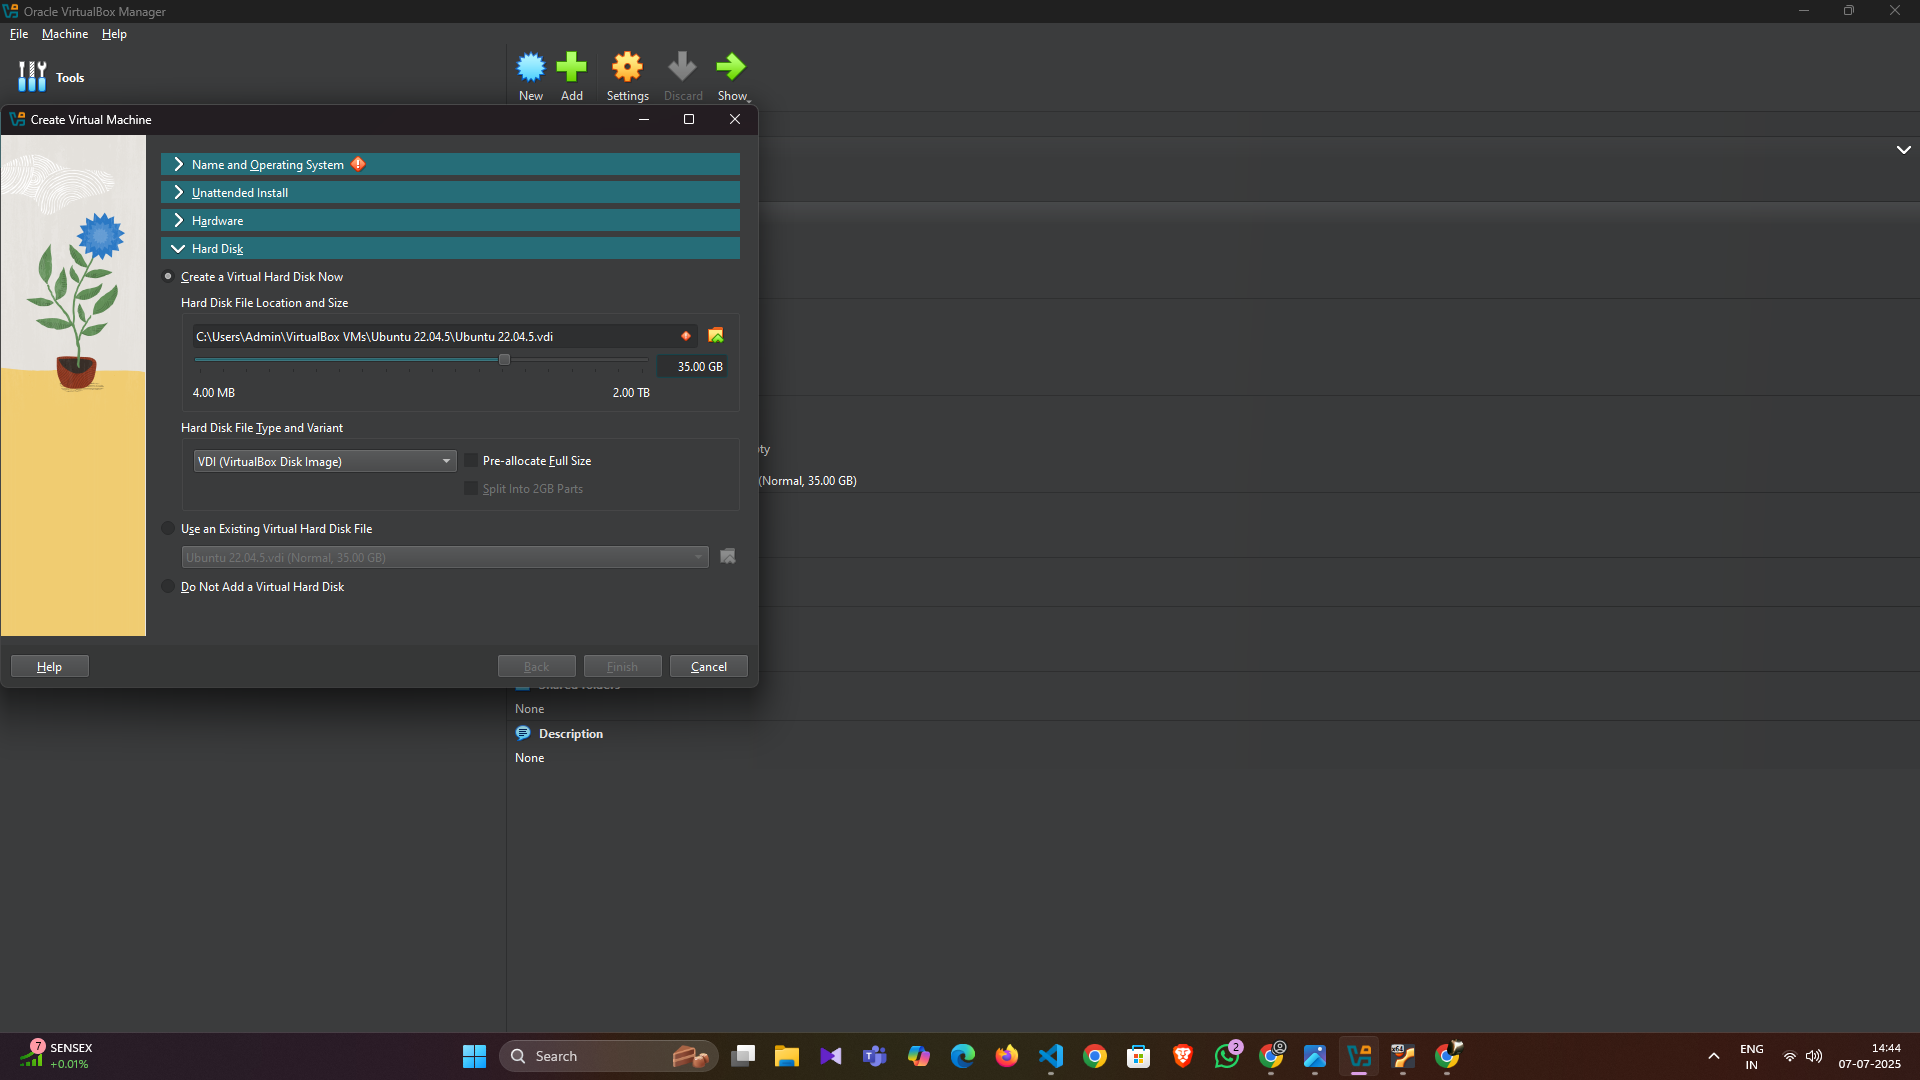 Oracle VirtualBox Manager
File Machine Help
Tools
New Add Settings Discard Show
Create Virtual Machine
Name and Operating System
Unattended Install
Hardware
Hard Disk
Create a Virtual Hard Disk Now
Hard Disk File Location and Size
C:\Users\Admin\VirtualBox VMs\Ubuntu 22.04.5\Ubuntu 22.04.5.vdi
35.00 GB
4.00 MB 2.00 TB
Hard Disk File Type and Variant
VDI (VirtualBox Disk Image) Pre-allocate Full Size
Split Into 2GB Parts
Use an Existing Virtual Hard Disk File
Ubuntu 22.04.5.vdi (Normal, 35.00 GB)
Do Not Add a Virtual Hard Disk
Help Back Finish Cancel
ty
(Normal, 35.00 GB)
Shared folders
None
Description
None
7 SENSEX
+0.01%
Search
2
ENG
IN
14:44
07-07-2025